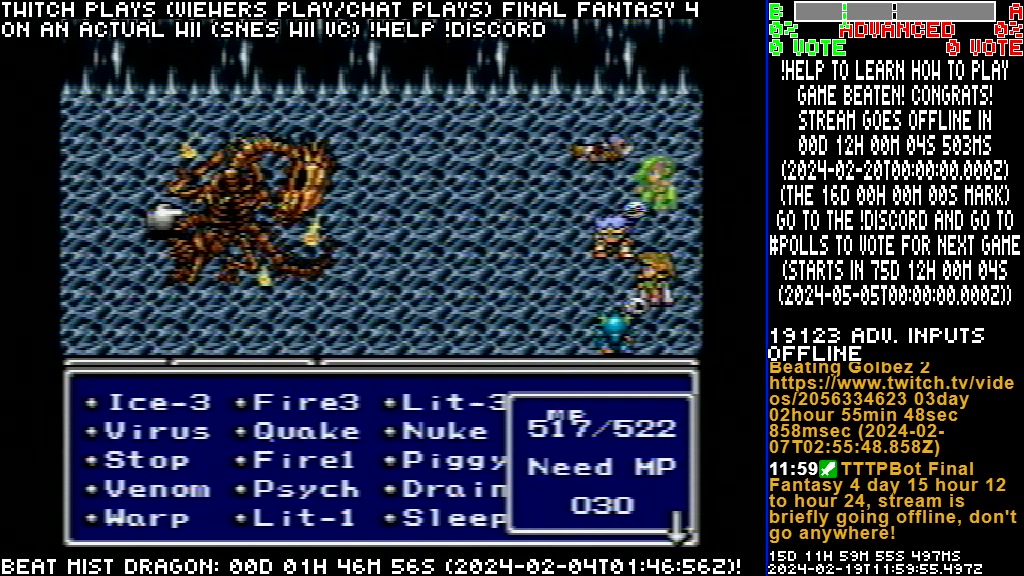 TWITCH PLAYS (VIEWERS PLAY/CHAT PLAYS) FINAL FANTASY 4
ON AN ACTUAL WII (SNES WII VC) !HELP !DISCORD
B A
0% ADVANCED 0%
0 VOTE 0 VOTE
!HELP TO LEARN HOW TO PLAY
GAME BEATEN! CONGRATS!
STREAM GOES OFFLINE IN
00D 12H 00M 04S 503MS
(2024-02-20T00:00:00.000Z)
(THE 16D 00H 00M 00S MARK)
GO TO THE !DISCORD AND GO TO
#POLLS TO VOTE FOR NEXT GAME
(STARTS IN 75D 12H 00M 04S
(2024-05-05T00:00:00.000Z))
19123 ADV. INPUTS
OFFLINE
Beating Golbez 2
https://www.twitch.tv/vide
os/2056334623 03day
02hour 55min 48sec
858msec (2024-02-
07T02:55:48.858Z)
11:59 TTTPBot Final
Fantasy 4 day 15 hour 12
to hour 24, stream is
briefly going offline, don't
go anywhere!
15D 11H 59M 55S 497MS
2024-02-19T11:59:55.497Z
Ice-3 Fire3 Lit-3
Virus Quake Nuke
Stop Fire1 Piggy
Venom Psych Drain
Warp Lit-1 Sleep
MP
517/522
Need MP
030
BEAT MIST DRAGON: 00D 01H 46M 56S (2024-02-04T01:46:56Z)!